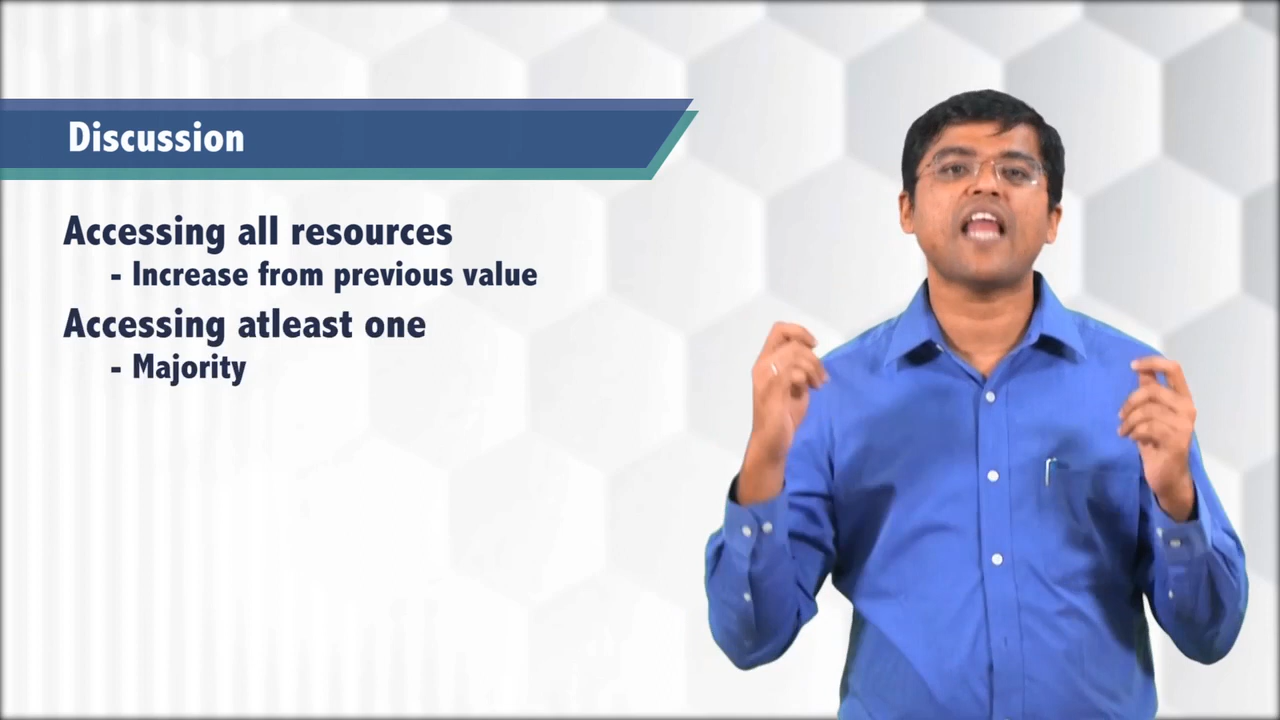 Discussion
Accessing all resources
- Increase from previous value
Accessing atleast one
- Majority